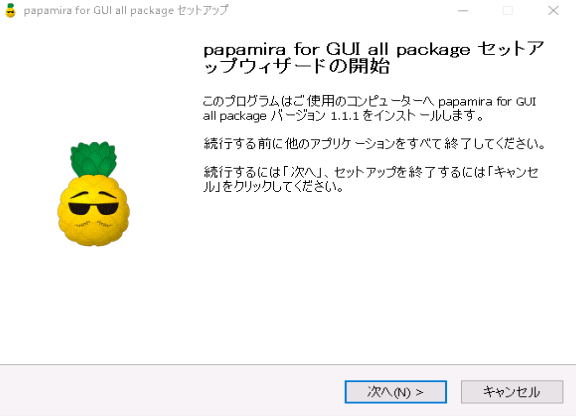 papamira for GUI all package セットアップ
papamira for GUI all package セットア
ップウィザードの開始
このプログラムはご使用のコンピューターへ papamira for GUI
all package バージョン 1.1.1 をインストールします。
続行する前に他のアプリケーションをすべて終了してください。
続行するには「次へ」、セットアップを終了するには「キャンセ
ル」をクリックしてください。
次へ(N) >
キャンセル